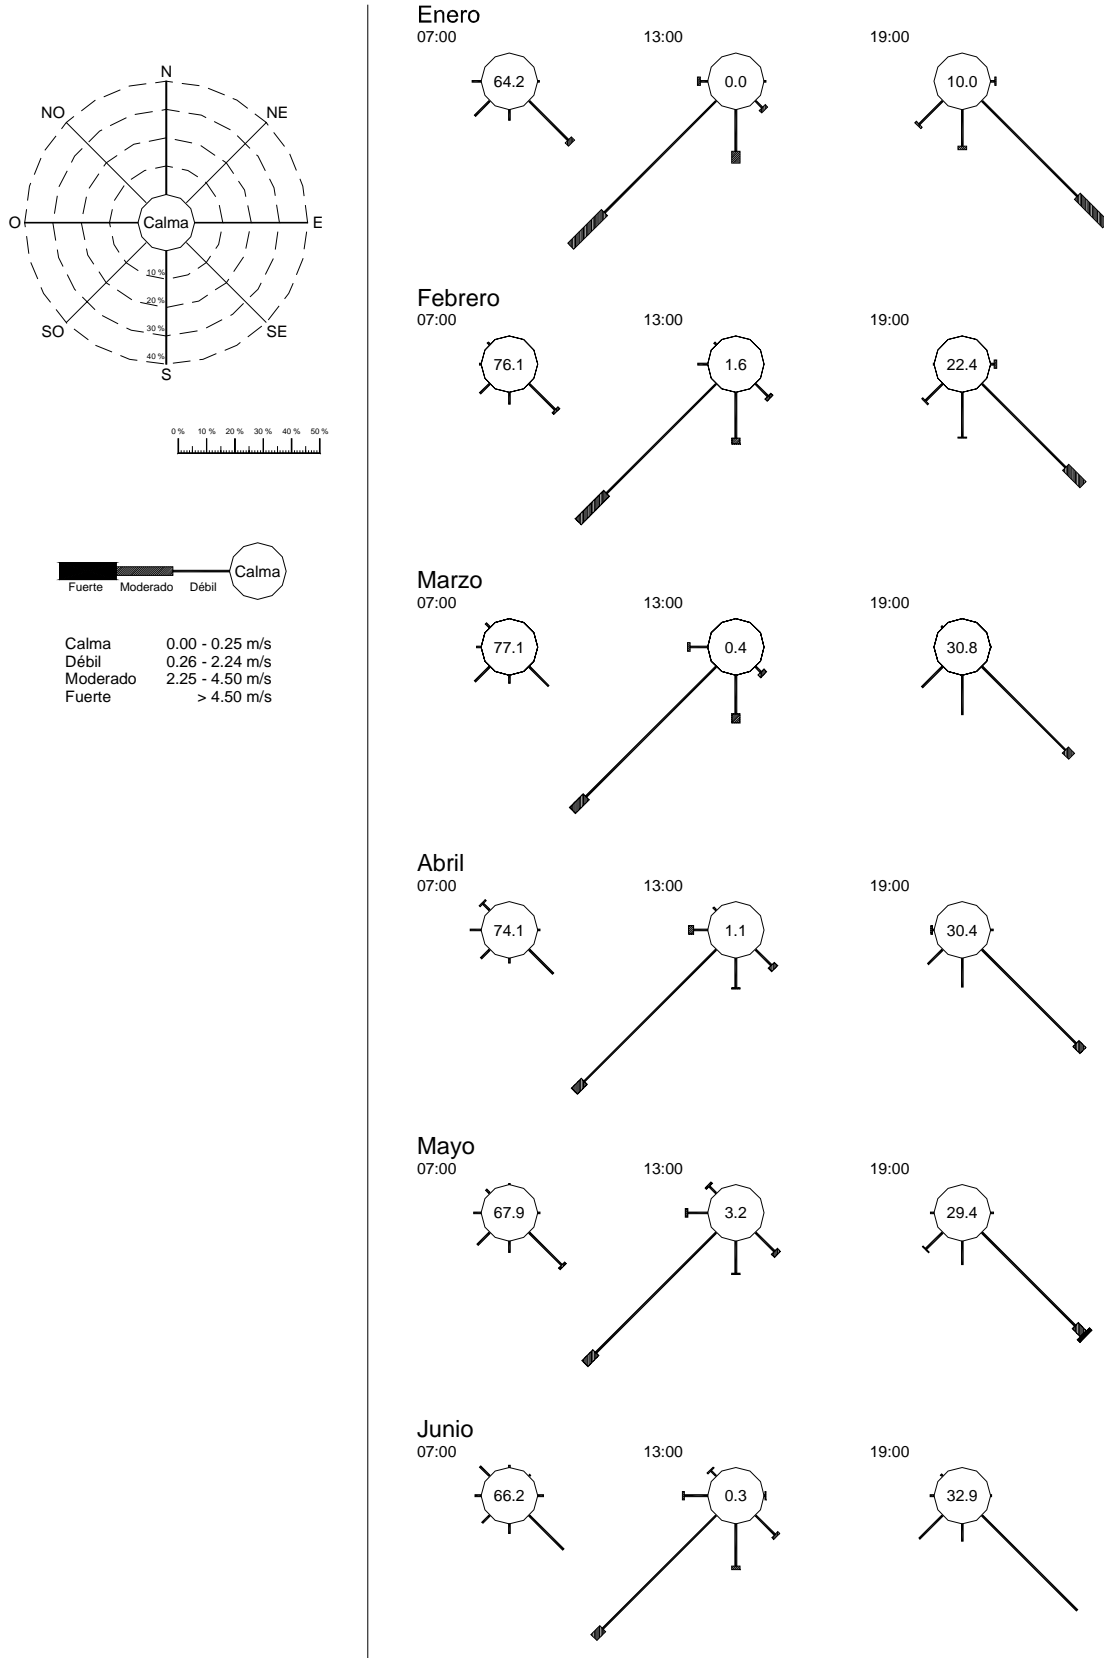 N
NO
NE
O
Calma
E
10 %
20 %
30 %
SO
SE
40 %
S
0 % 10 % 20 % 30 % 40 % 50 %
Calma
Fuerte Moderado Débil
Calma 0.00 - 0.25 m/s
Débil 0.26 - 2.24 m/s
Moderado 2.25 - 4.50 m/s
Fuerte > 4.50 m/s
Enero
07:00 13:00 19:00
64.2 0.0 10.0
Febrero
07:00 13:00 19:00
76.1 1.6 22.4
Marzo
07:00 13:00 19:00
77.1 0.4 30.8
Abril
07:00 13:00 19:00
74.1 1.1 30.4
Mayo
07:00 13:00 19:00
67.9 3.2 29.4
Junio
07:00 13:00 19:00
66.2 0.3 32.9